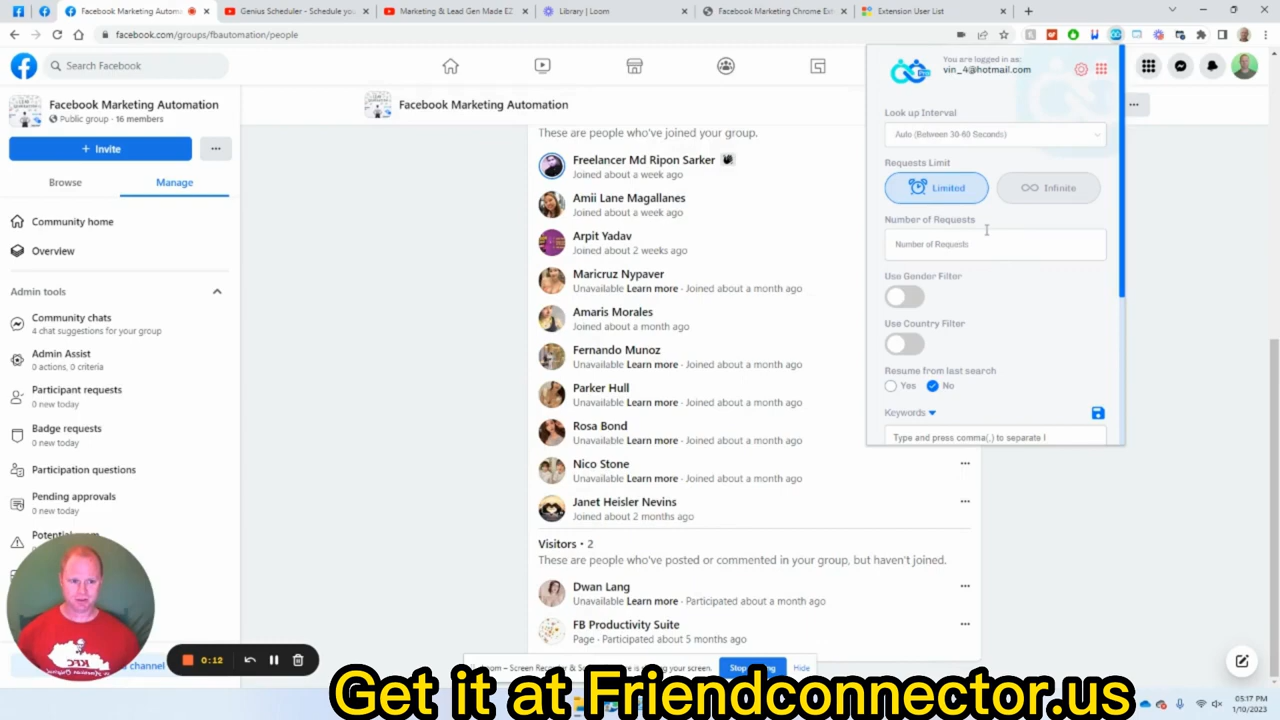 Facebook Marketing Automa
Genius Scheduler - Schedule you
Marketing & Lead Gen Made EZ
Library | Loom
Facebook Marketing Chrome Ext
Extension User List
facebook.com/groups/fbautomation/people
Search Facebook
Facebook Marketing Automation
Public group · 16 members
+ Invite
Browse
Manage
Community home
Overview
Admin tools
Community chats
4 chat suggestions for your group
Admin Assist
0 actions, 0 criteria
Participant requests
0 new today
Badge requests
0 new today
Participation questions
Pending approvals
0 new today
channel
0:12
Facebook Marketing Automation
These are people who've joined your group.
Freelancer Md Ripon Sarker
Joined about a week ago
Amii Lane Magallanes
Joined about a week ago
Arpit Yadav
Joined about 2 weeks ago
Maricruz Nypaver
Unavailable Learn more · Joined about a month ago
Amaris Morales
Joined about a month ago
Fernando Munoz
Unavailable Learn more · Joined about a month ago
Parker Hull
Unavailable Learn more · Joined about a month ago
Rosa Bond
Unavailable Learn more · Joined about a month ago
Nico Stone
Unavailable Learn more · Joined about a month ago
Janet Heisler Nevins
Joined about 2 months ago
Visitors · 2
These are people who've posted or commented in your group, but haven't joined.
Dwan Lang
Unavailable Learn more · Participated about a month ago
FB Productivity Suite
Page · Participated about 5 months ago
You are logged in as:
vin_4@hotmail.com
Look up Interval
Auto (Between 30-60 Seconds)
Requests Limit
Limited
Infinite
Number of Requests
Number of Requests
Use Gender Filter
Use Country Filter
Resume from last search
Yes
No
Keywords
Type and press comma(,) to separate
is sharing your screen.
Hide
Get it at Friendconnector.us
05:17 PM
1/10/2023